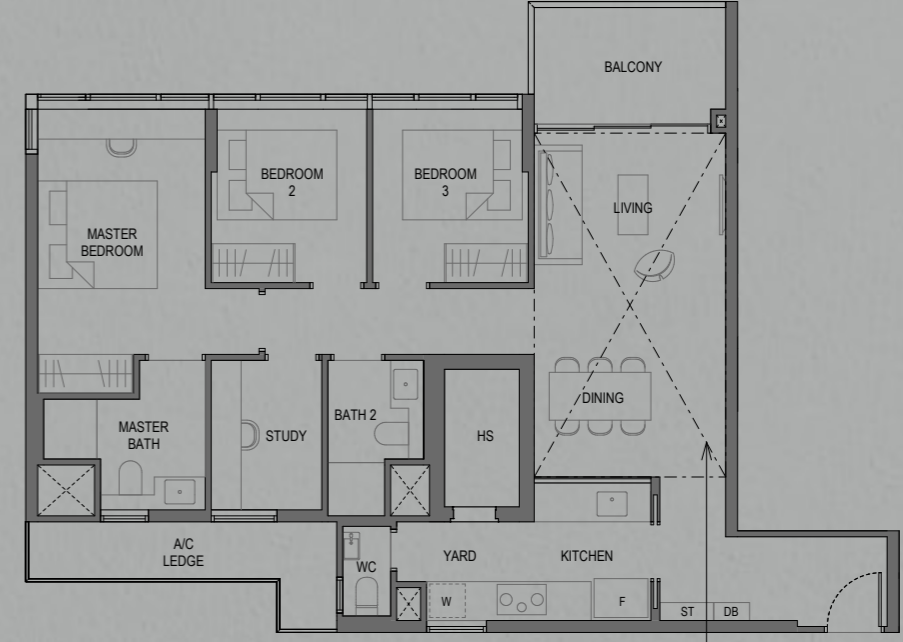 BALCONY
BEDROOM
2
BEDROOM
3
LIVING
MASTER
BEDROOM
DINING
BATH 2
MASTER
BATH
STUDY
HS
A/C
LEDGE
WC
YARD
KITCHEN
W
F
ST
DB